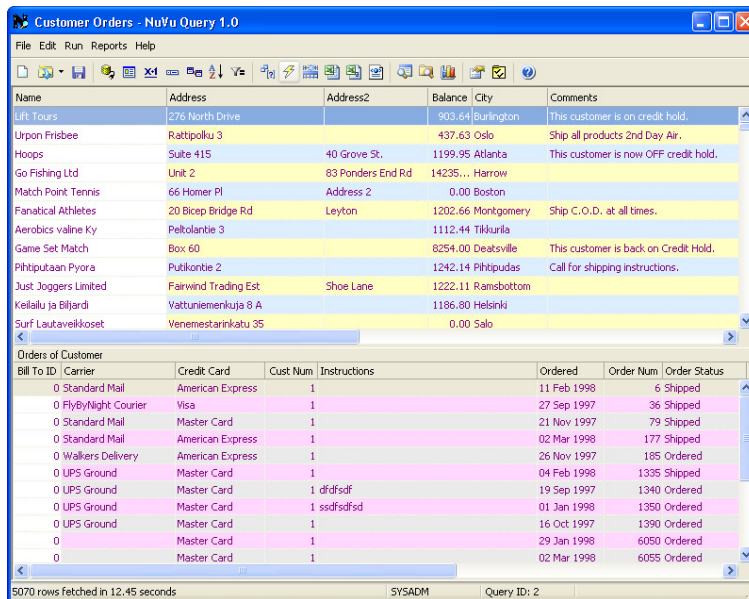 Customer Orders - NuVu Query 1.0
File Edit Run Reports Help
Name Address Address2 Balance City Comments
Lift Tours 276 North Drive 903.64 Burlington This customer is on credit hold.
Urpon Frisbee Rattipolku 3 437.63 Oslo Ship all products 2nd Day Air.
Hoops Suite 415 40 Grove St. 1199.95 Atlanta This customer is now OFF credit hold.
Go Fishing Ltd Unit 2 83 Ponders End Rd 14235... Harrow
Match Point Tennis 66 Homer Pl Address 2 0.00 Boston
Fanatical Athletes 20 Bicep Bridge Rd Leyton 1202.66 Montgomery Ship C.O.D. at all times.
Aerobics valine Ky Peltolantie 3 1112.44 Tikkurila
Game Set Match Box 60 8254.00 Deatsville This customer is back on Credit Hold.
Pihtiputaan Pyora Putikontie 2 1242.14 Pihtipudas Call for shipping instructions.
Just Joggers Limited Fairwind Trading Est Shoe Lane 1222.11 Ramsbottom
Keilailu ja Biljardi Vattuniemenkuja 8 A 1186.80 Helsinki
Surf Lautaveikkoset Venemestarinkatu 35 0.00 Salo
Orders of Customer
Bill To ID Carrier Credit Card Cust Num Instructions Ordered Order Num Order Status
0 Standard Mail American Express 1 11 Feb 1998 6 Shipped
0 FlyByNight Courier Visa 1 27 Sep 1997 36 Shipped
0 Standard Mail Master Card 1 21 Nov 1997 79 Shipped
0 Standard Mail American Express 1 02 Mar 1998 177 Shipped
0 Walkers Delivery American Express 1 26 Nov 1997 185 Ordered
0 UPS Ground Master Card 1 04 Feb 1998 1335 Shipped
0 UPS Ground Master Card 1 dfdfsdf 19 Sep 1997 1340 Ordered
0 UPS Ground Master Card 1 ssdfsdfsd 01 Jan 1998 1350 Ordered
0 UPS Ground Master Card 1 16 Oct 1997 1390 Ordered
0 Master Card 1 29 Jan 1998 6050 Ordered
0 Master Card 1 02 Mar 1998 6055 Ordered
5070 rows fetched in 12.45 seconds SYSADM Query ID: 2